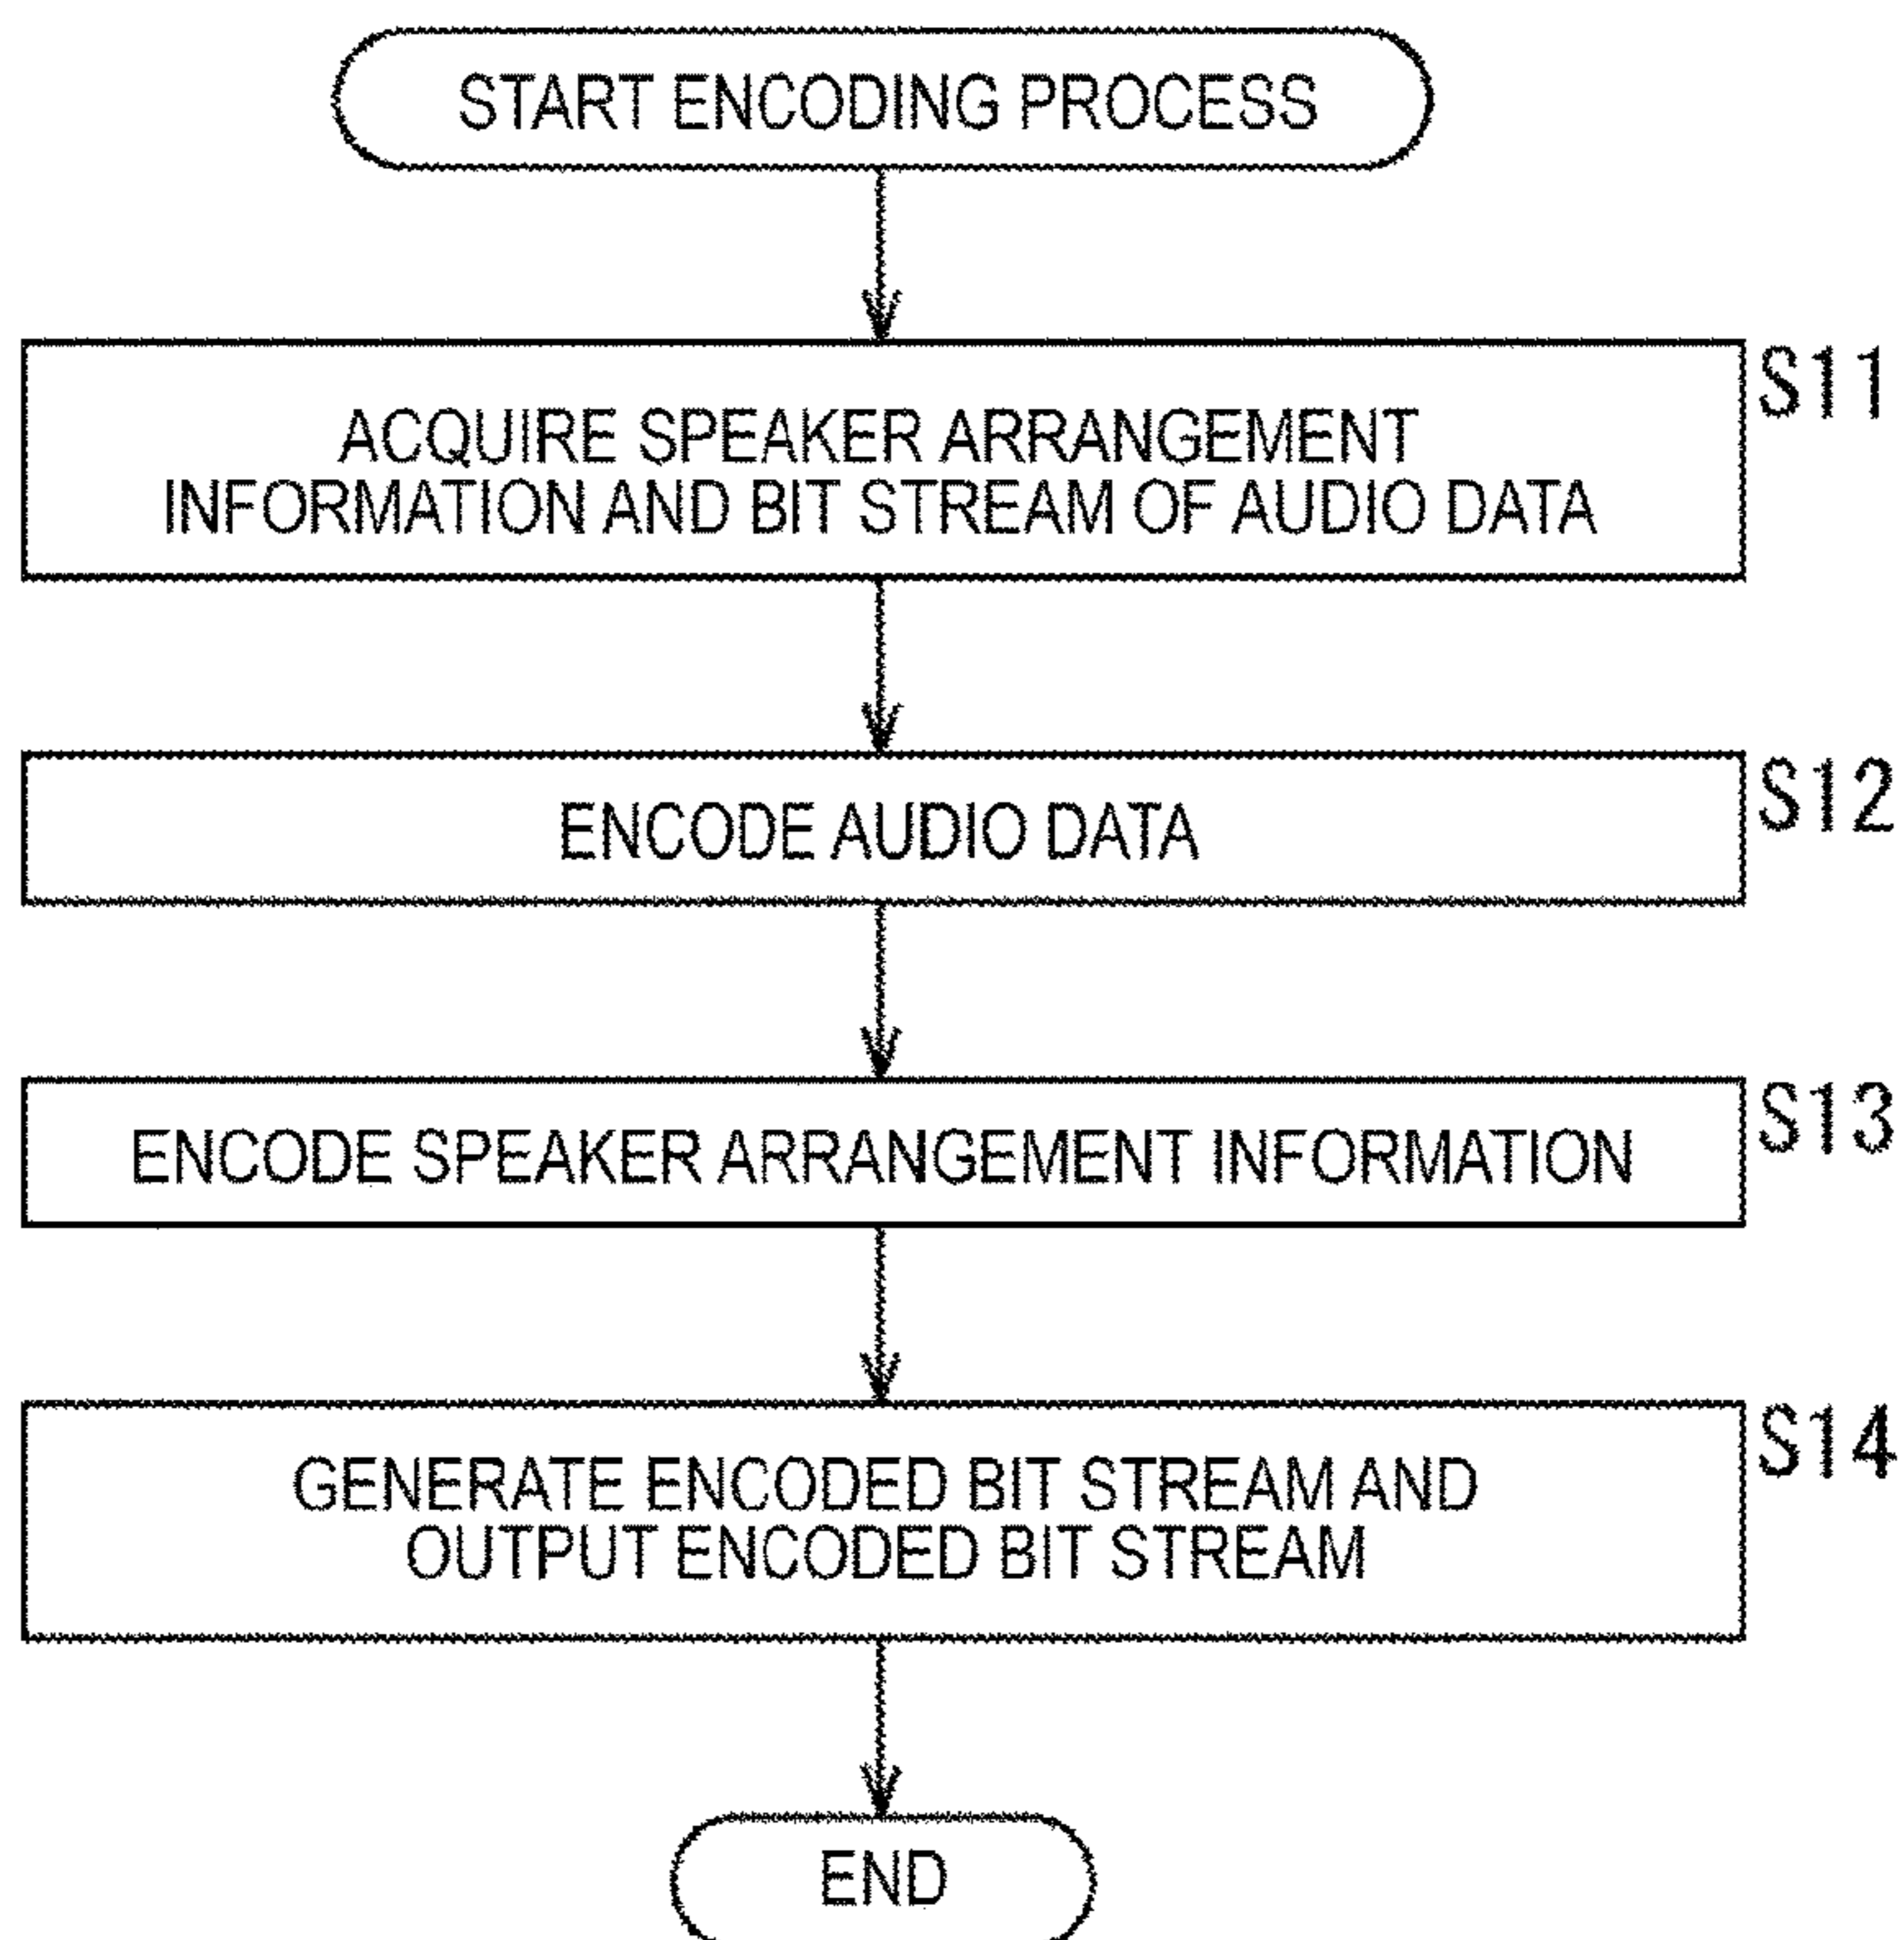 START ENCODING PROCESS
S11
ACQUIRE SPEAKER ARRANGEMENT
INFORMATION AND BIT STREAM OF AUDIO DATA
S12
ENCODE AUDIO DATA
S13
ENCODE SPEAKER ARRANGEMENT INFORMATION
S14
GENERATE ENCODED BIT STREAM AND
OUTPUT ENCODED BIT STREAM
END